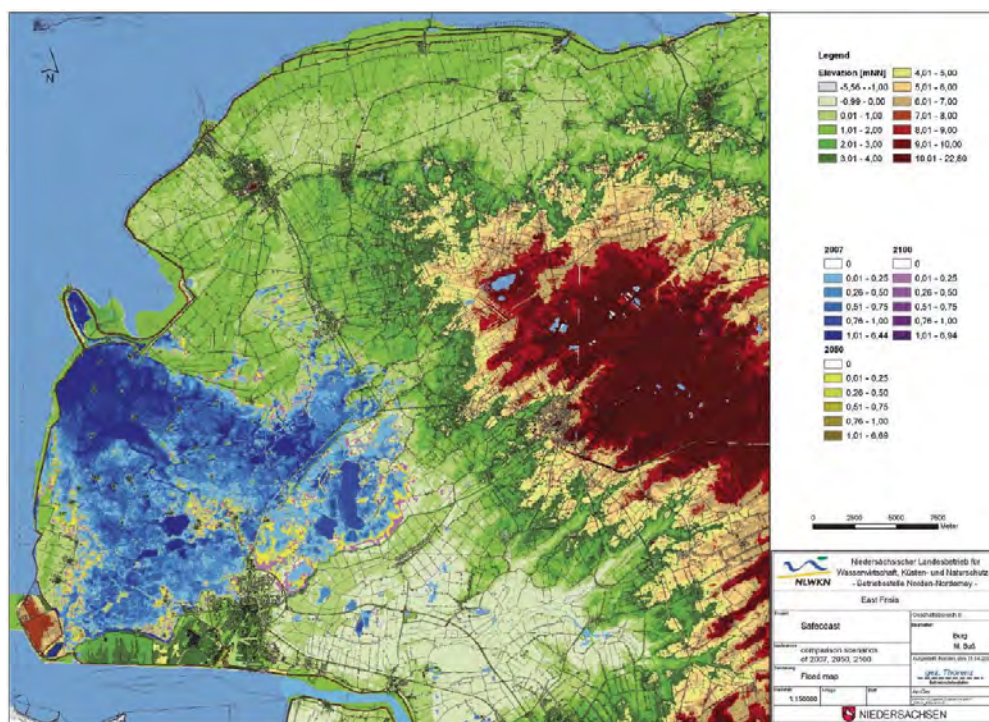 N
Legend
Elevation [mNN]
-5,56 - -1,00
-0,99 - 0,00
0,01 - 1,00
1,01 - 2,00
2,01 - 3,00
3,01 - 4,00
4,01 - 5,00
5,01 - 6,00
6,01 - 7,00
7,01 - 8,00
8,01 - 9,00
9,01 - 10,00
10,01 - 22,60
2007
0
0,01 - 0,25
0,26 - 0,50
0,51 - 0,75
0,76 - 1,00
1,01 - 6,44
2100
0
0,01 - 0,25
0,26 - 0,50
0,51 - 0,75
0,76 - 1,00
1,01 - 6,94
2050
0
0,01 - 0,25
0,26 - 0,50
0,51 - 0,75
0,76 - 1,00
1,01 - 6,69
0 2500 5000 7500
Meter
NLWKN
Niedersächsischer Landesbetrieb für
Wasserwirtschaft, Küsten- und Naturschutz
- Betriebsstelle Norden-Norderney -
East Frisia
Safecoast
Berg
M. Buß
comparison scenarios
of 2007, 2050, 2100
Flood map
gez. Thorenz
1:150000
NIEDERSACHSEN